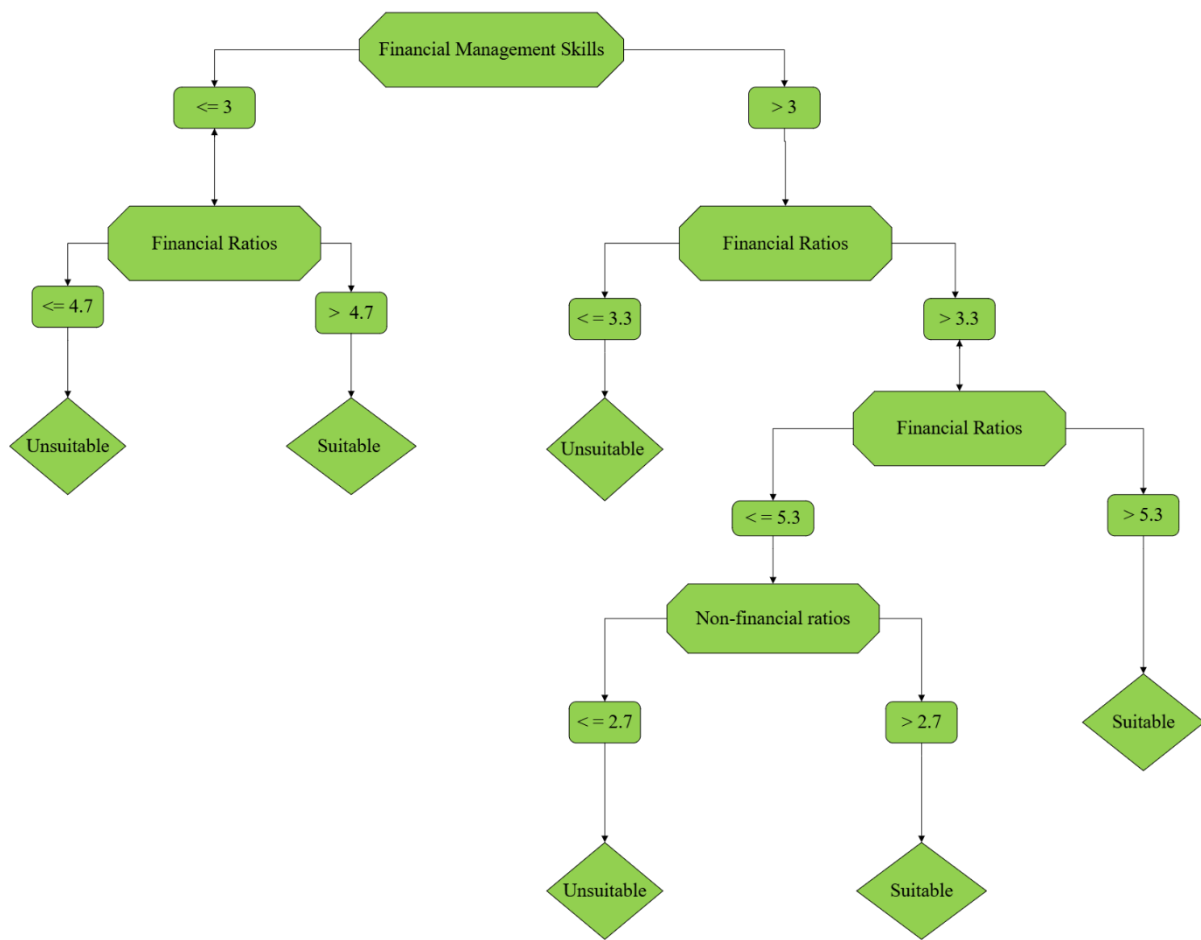 Financial Management Skills
<= 3
> 3
Financial Ratios
Financial Ratios
<= 4.7
> 4.7
< = 3.3
> 3.3
Unsuitable
Suitable
Unsuitable
Financial Ratios
< = 5.3
> 5.3
Non-financial ratios
< = 2.7
> 2.7
Suitable
Unsuitable
Suitable